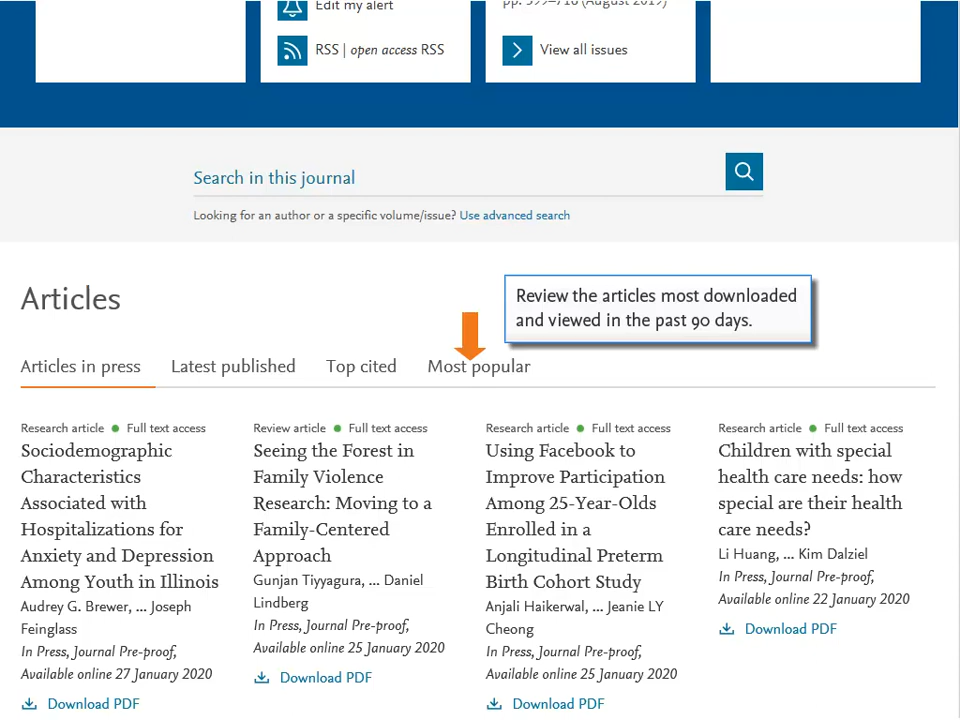 Edit my alert
pp. 599–718 (August 2019)
RSS | open access RSS
View all issues
Search in this journal
Looking for an author or a specific volume/issue? Use advanced search
Articles
Review the articles most downloaded
and viewed in the past 90 days.
Articles in press
Latest published
Top cited
Most popular
Research article ● Full text access
Sociodemographic
Characteristics
Associated with
Hospitalizations for
Anxiety and Depression
Among Youth in Illinois
Audrey G. Brewer, ... Joseph
Feinglass
In Press, Journal Pre-proof,
Available online 27 January 2020
Download PDF
Review article ● Full text access
Seeing the Forest in
Family Violence
Research: Moving to a
Family-Centered
Approach
Gunjan Tiyyagura, ... Daniel
Lindberg
In Press, Journal Pre-proof,
Available online 25 January 2020
Download PDF
Research article ● Full text access
Using Facebook to
Improve Participation
Among 25-Year-Olds
Enrolled in a
Longitudinal Preterm
Birth Cohort Study
Anjali Haikerwal, ... Jeanie LY
Cheong
In Press, Journal Pre-proof,
Available online 25 January 2020
Download PDF
Research article ● Full text access
Children with special
health care needs: how
special are their health
care needs?
Li Huang, ... Kim Dalziel
In Press, Journal Pre-proof,
Available online 22 January 2020
Download PDF